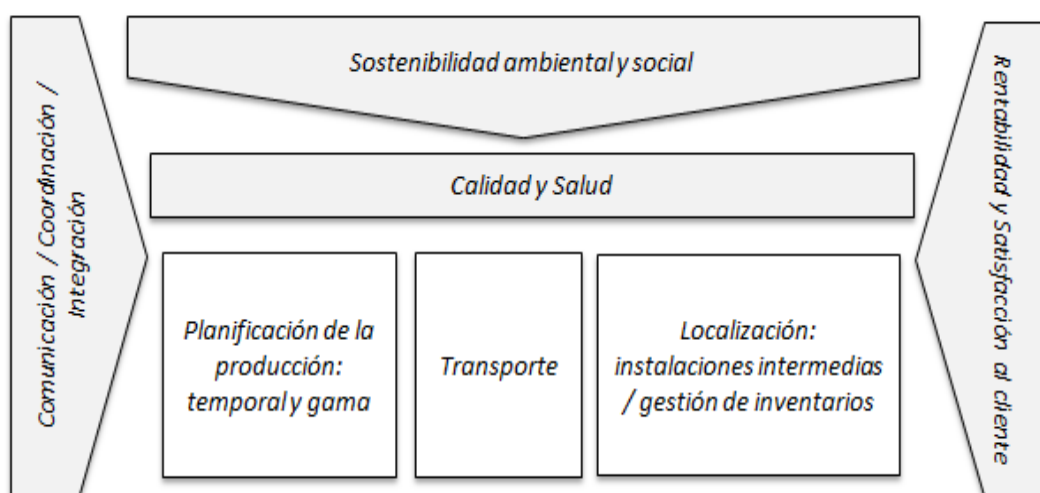 Comunicación / Coordinación /
Integración
Sostenibilidad ambiental y social
Calidad y Salud
Planificación de la
producción:
temporal y gama
Transporte
Localización:
instalaciones intermedias
/ gestión de inventarios
Rentabilidad y Satisfacción al cliente